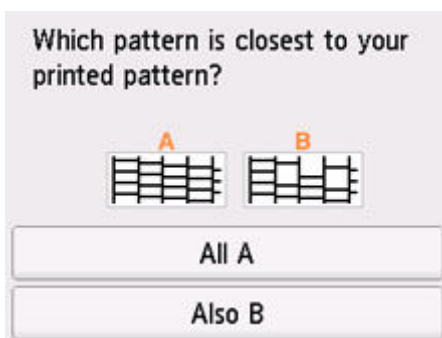 Which pattern is closest to your
printed pattern?
A B
All A
Also B